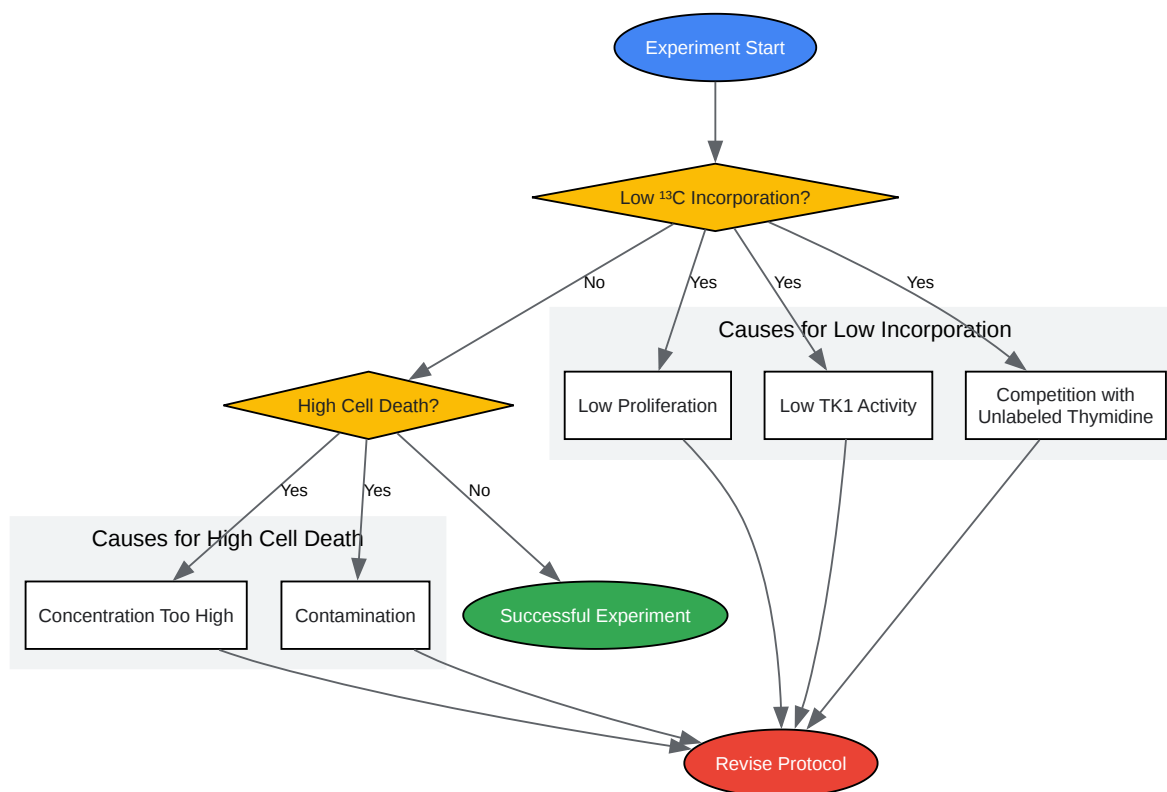 Experiment Start
Low ¹³C Incorporation?
No
Yes
Yes
Yes
Causes for Low Incorporation
High Cell Death?
Low Proliferation
Low TK1 Activity
Competition with
Unlabeled Thymidine
Yes
Yes
No
Causes for High Cell Death
Concentration Too High
Contamination
Successful Experiment
Revise Protocol